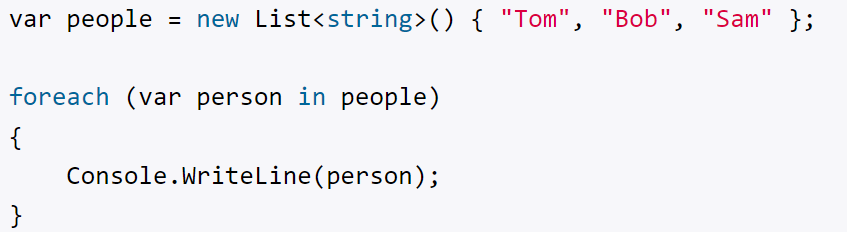 var people = new List<string>() { "Tom", "Bob", "Sam" };
foreach (var person in people)
{
    Console.WriteLine(person);
}